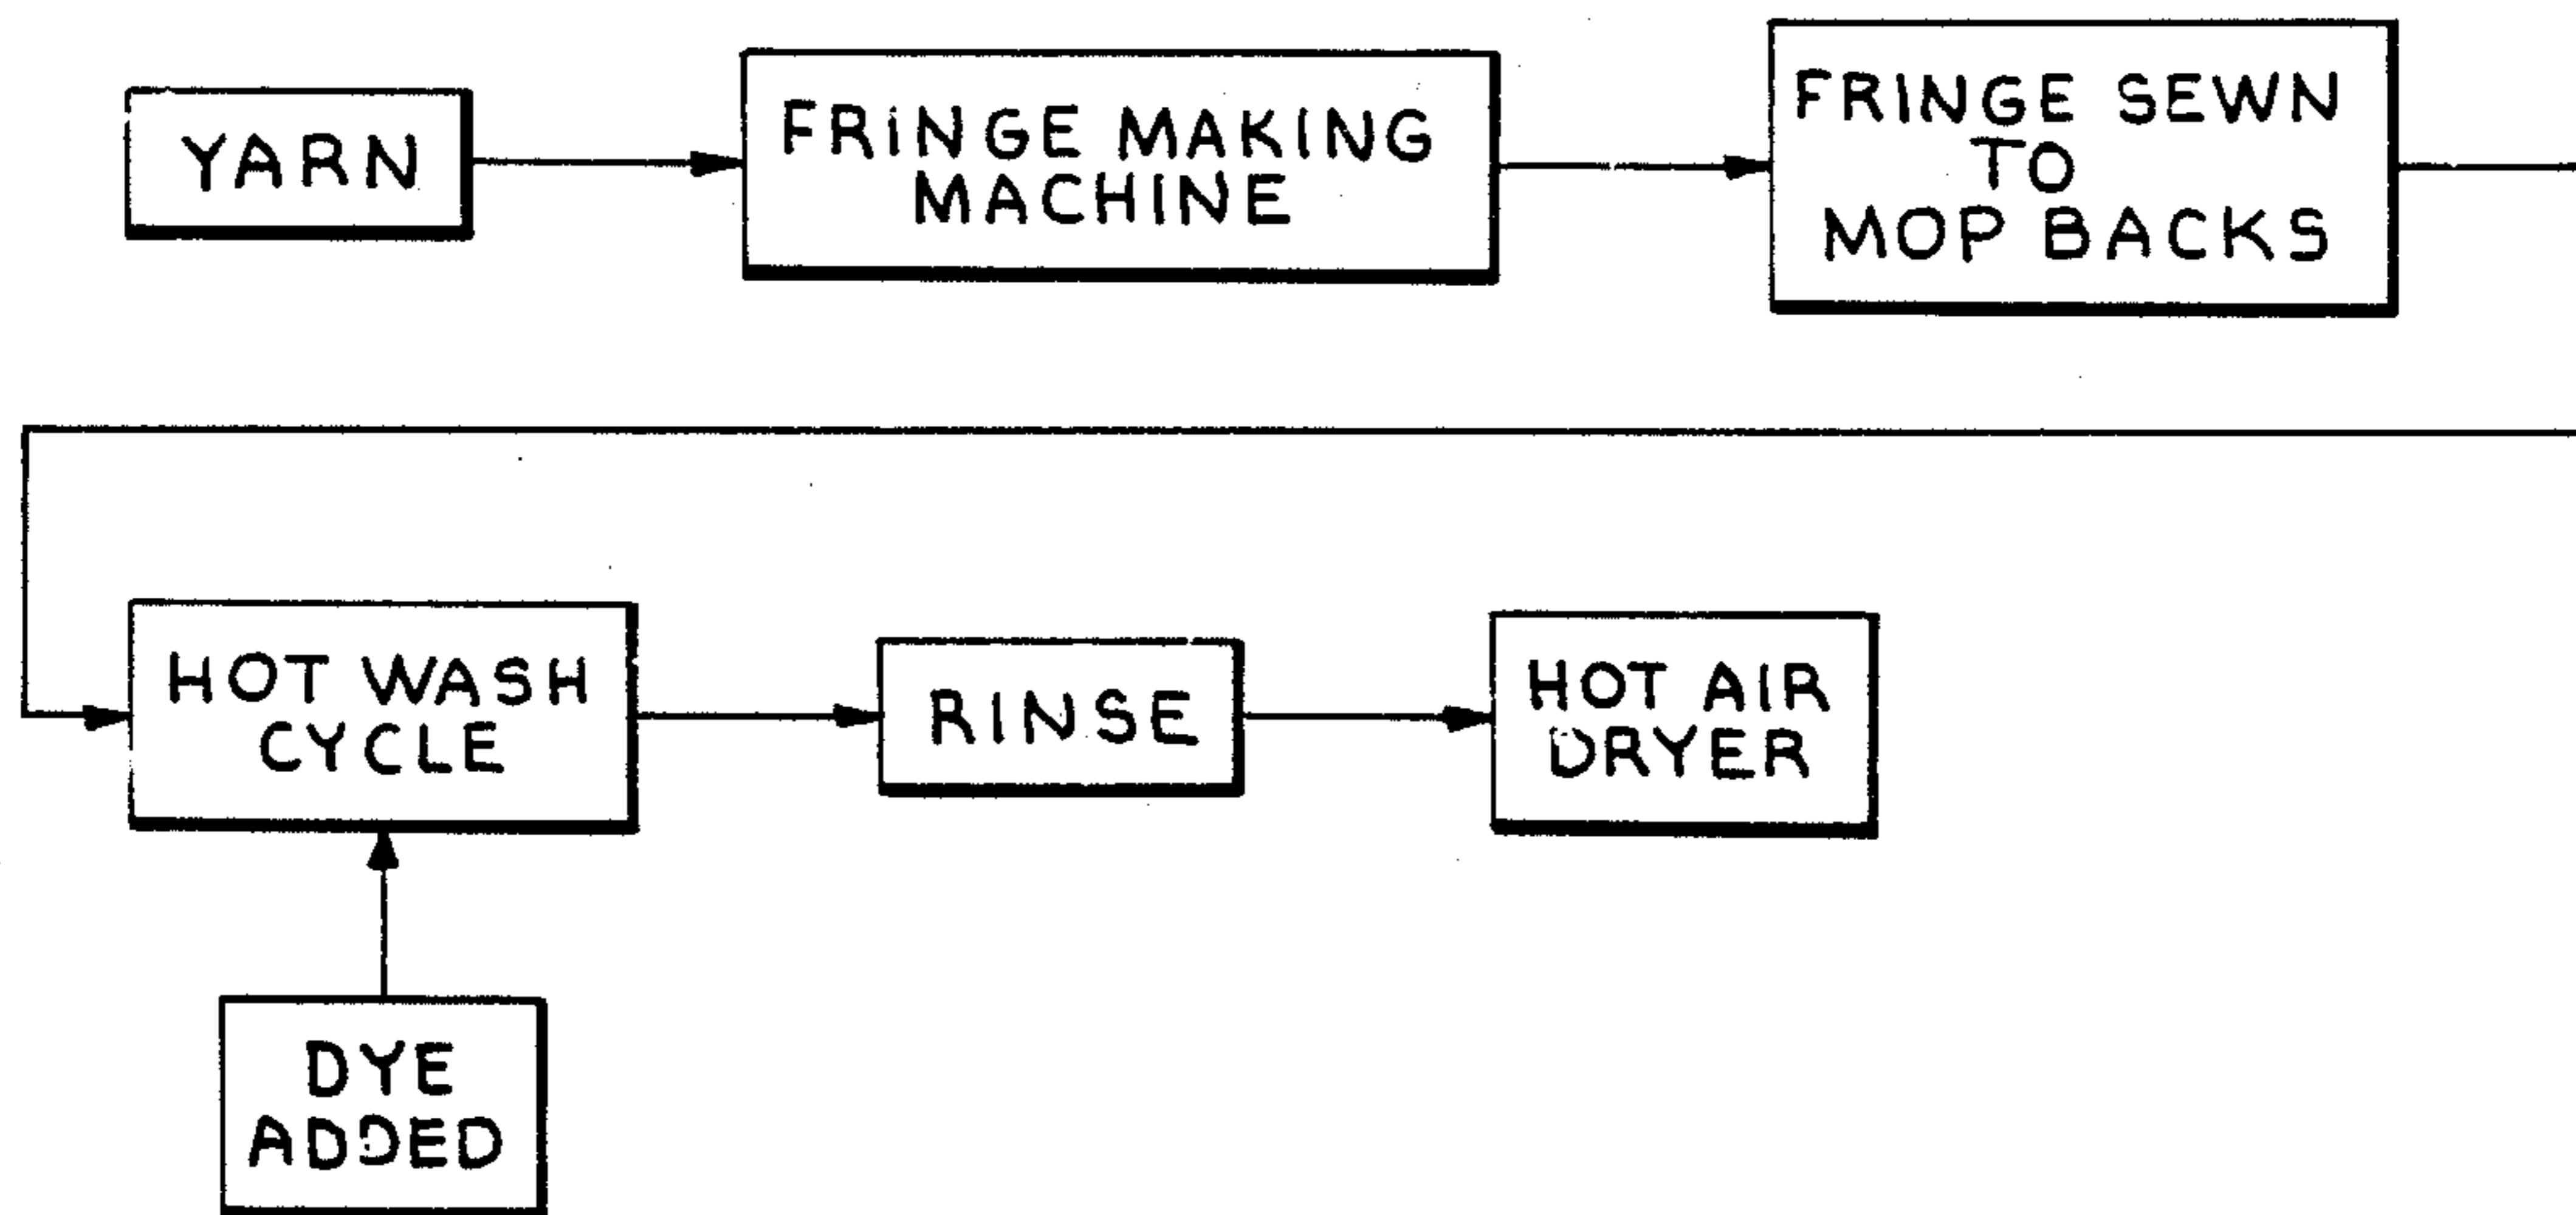 YARN
FRINGE MAKING
MACHINE
FRINGE SEWN
TO
MOP BACKS
HOT WASH
CYCLE
RINSE
HOT AIR
DRYER
DYE
ADDED